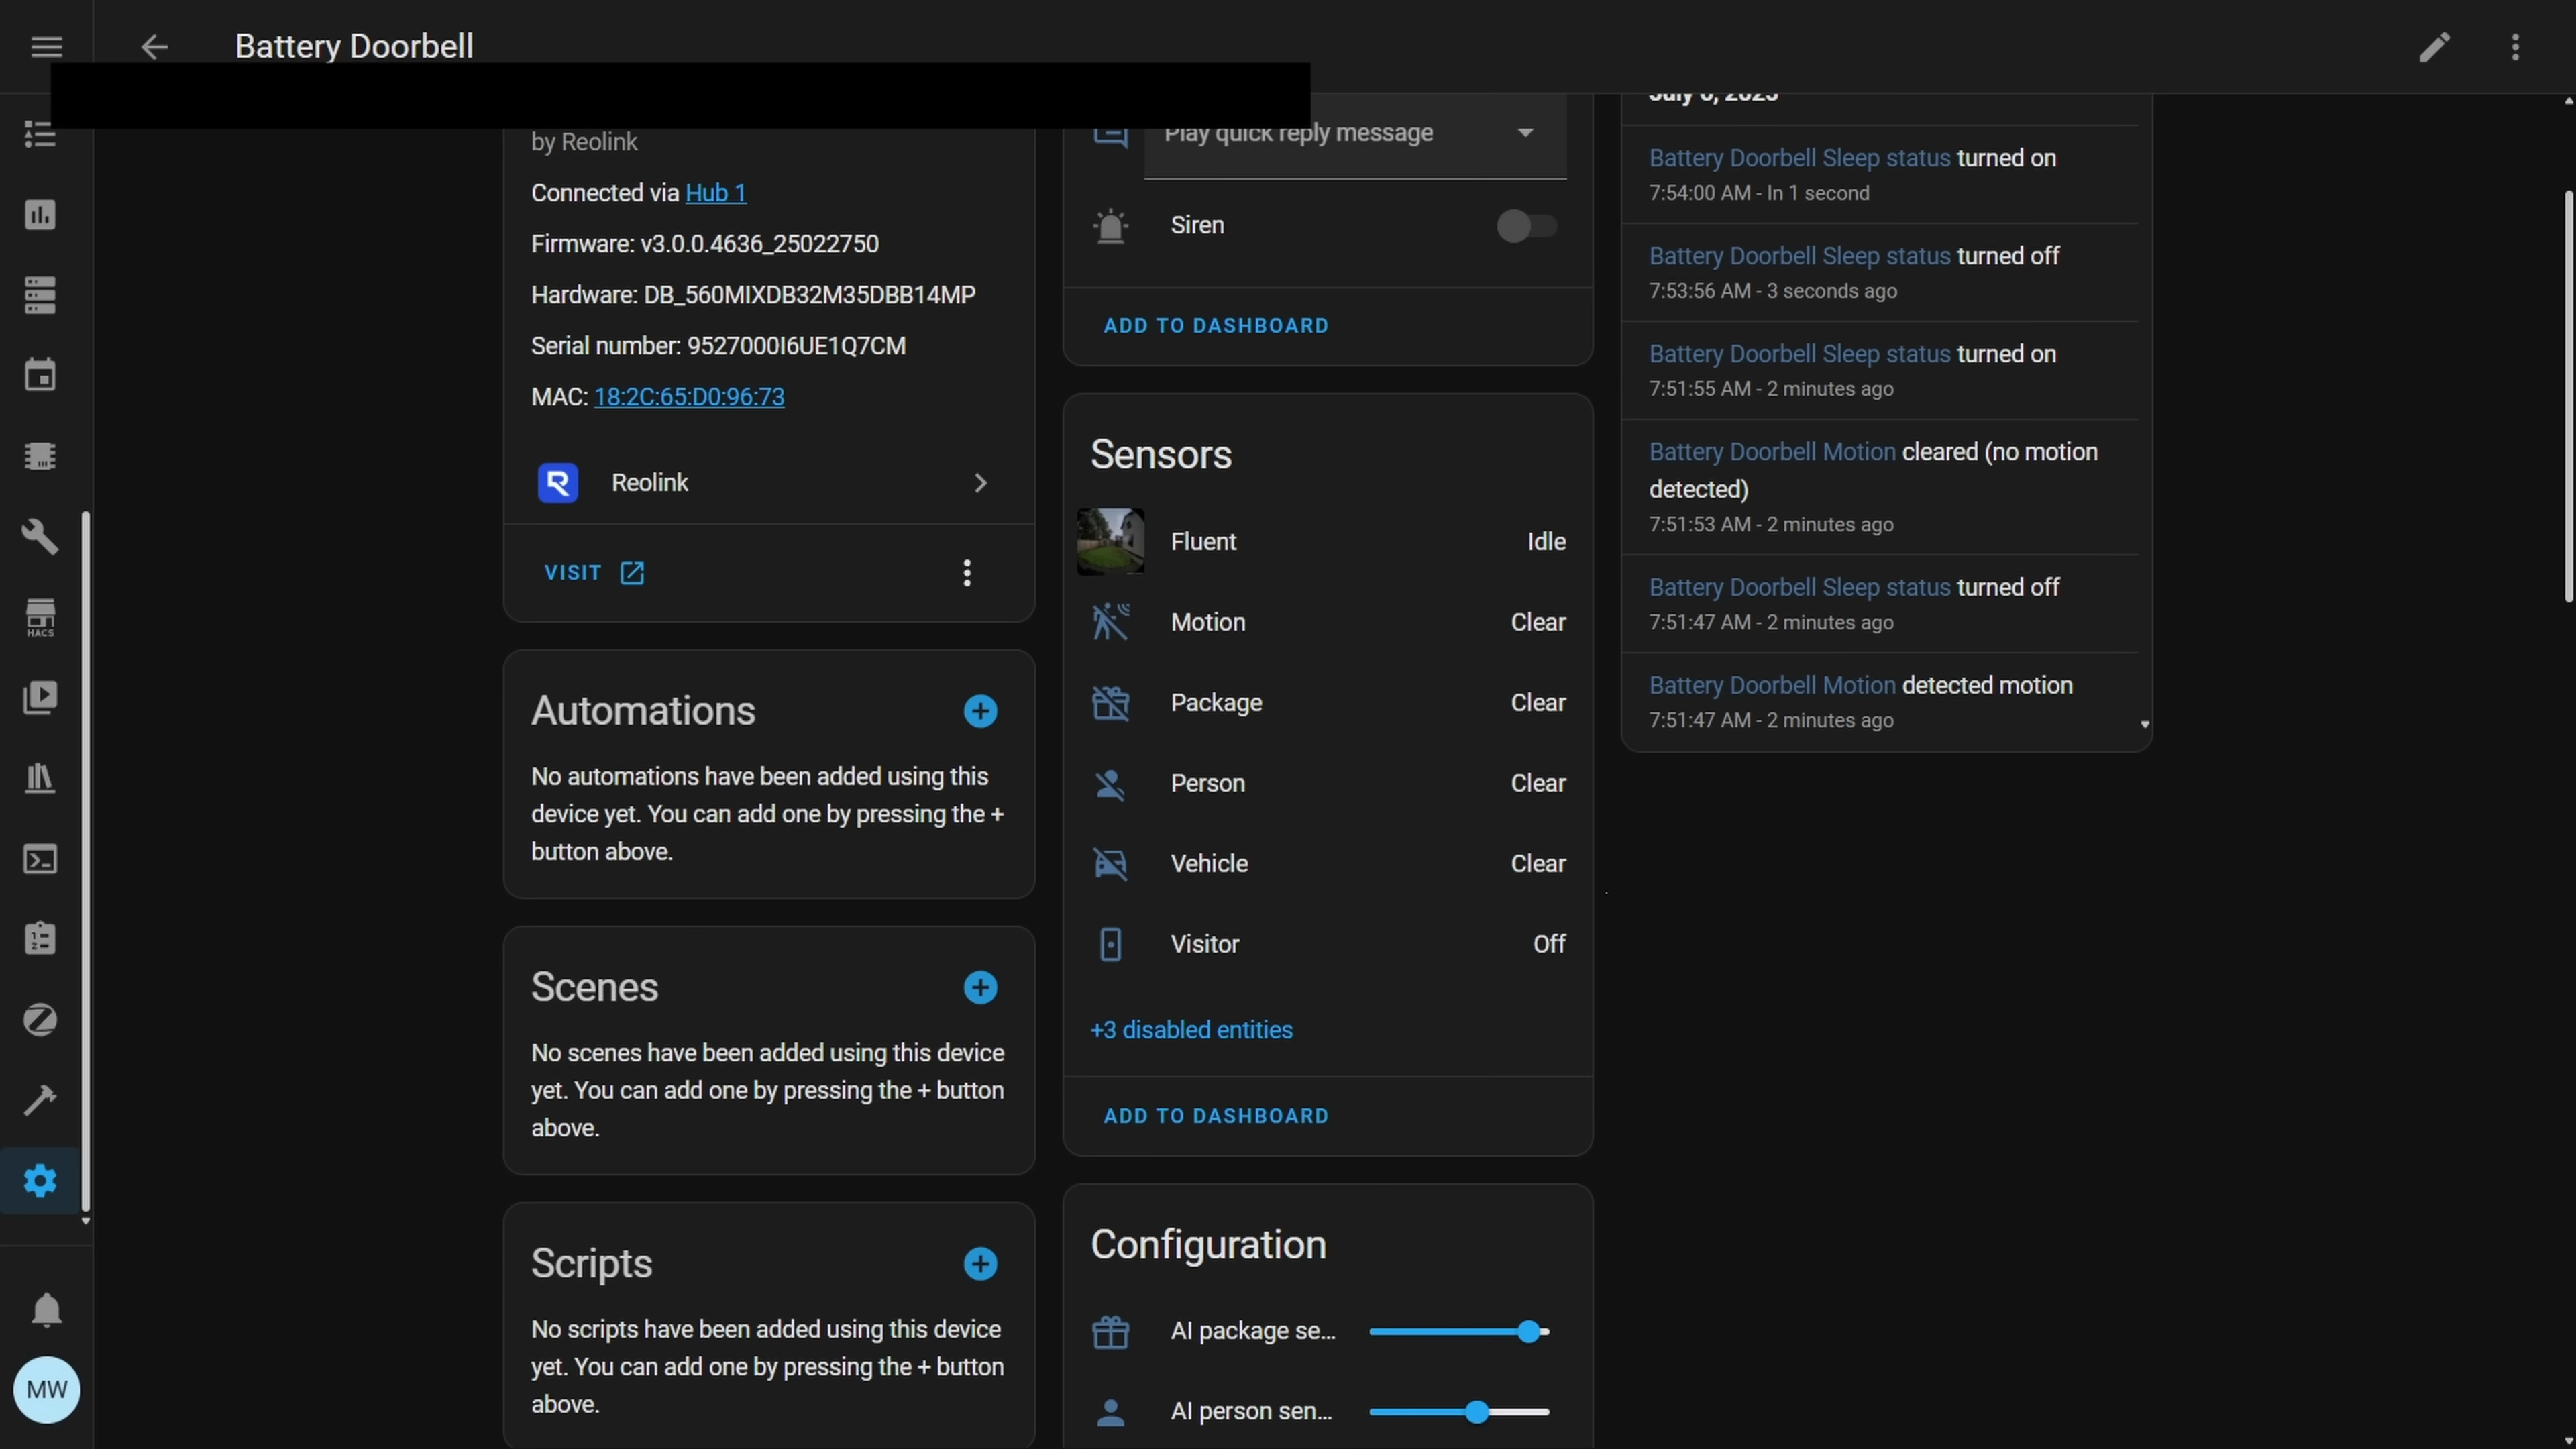 Battery Doorbell
by Reolink
Connected via Hub 1
Firmware: v3.0.0.4636_25022750
Hardware: DB_560MIXDB32M35DBB14MP
Serial number: 9527000I6UE1Q7CM
MAC: 18:2C:65:D0:96:73
Reolink
VISIT
Automations
No automations have been added using this
device yet. You can add one by pressing the +
button above.
Scenes
No scenes have been added using this device
yet. You can add one by pressing the + button
above.
Scripts
No scripts have been added using this device
yet. You can add one by pressing the + button
above.
Play quick reply message
Siren
ADD TO DASHBOARD
Sensors
Fluent Idle
Motion Clear
Package Clear
Person Clear
Vehicle Clear
Visitor Off
+3 disabled entities
ADD TO DASHBOARD
Configuration
AI package se...
AI person sen...
Battery Doorbell Sleep status turned on
7:54:00 AM - In 1 second
Battery Doorbell Sleep status turned off
7:53:56 AM - 3 seconds ago
Battery Doorbell Sleep status turned on
7:51:55 AM - 2 minutes ago
Battery Doorbell Motion cleared (no motion
detected)
7:51:53 AM - 2 minutes ago
Battery Doorbell Sleep status turned off
7:51:47 AM - 2 minutes ago
Battery Doorbell Motion detected motion
7:51:47 AM - 2 minutes ago
HACS
MW